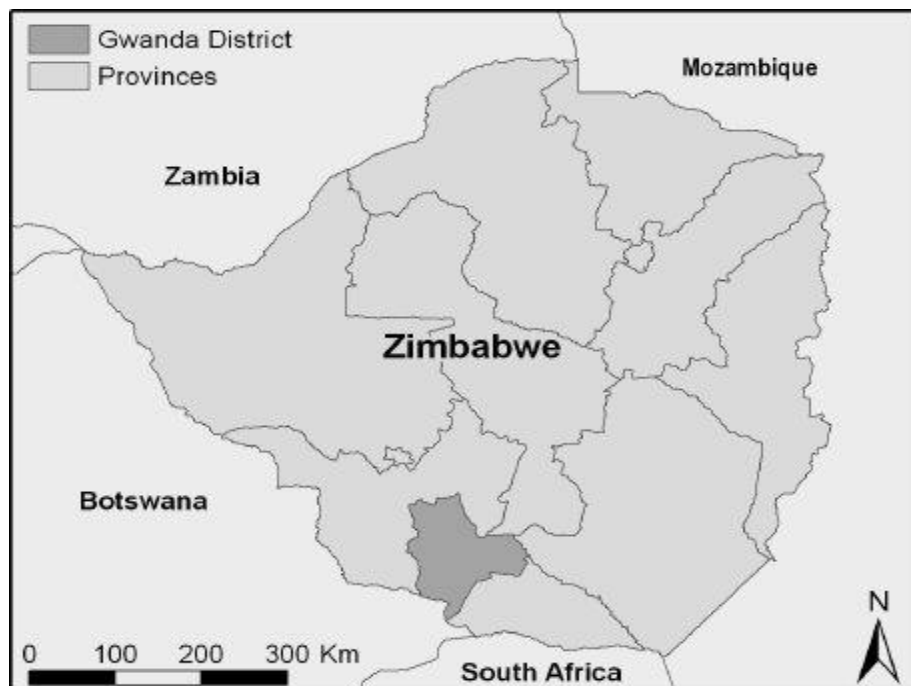 Gwanda District
Provinces
Mozambique
Zambia
Zimbabwe
Botswana
N
0 100 200 300 Km
South Africa